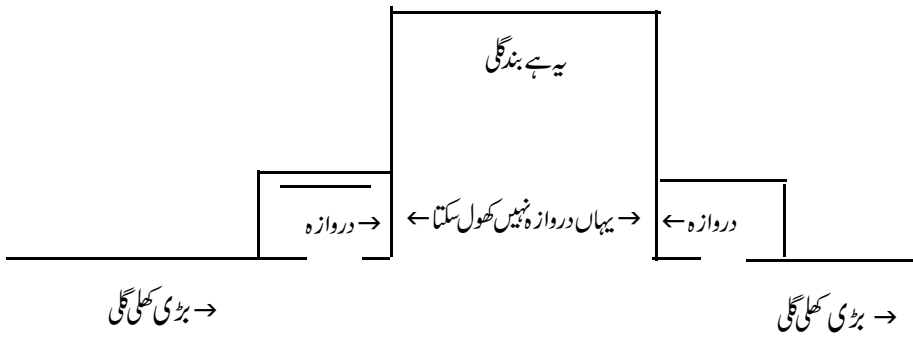 یہ ہے بند گلی
← دروازہ
→ یہاں دروازہ نہیں کھول سکتا ←
دروازہ →
→ بڑی کھلی گلی
→ بڑی کھلی گلی